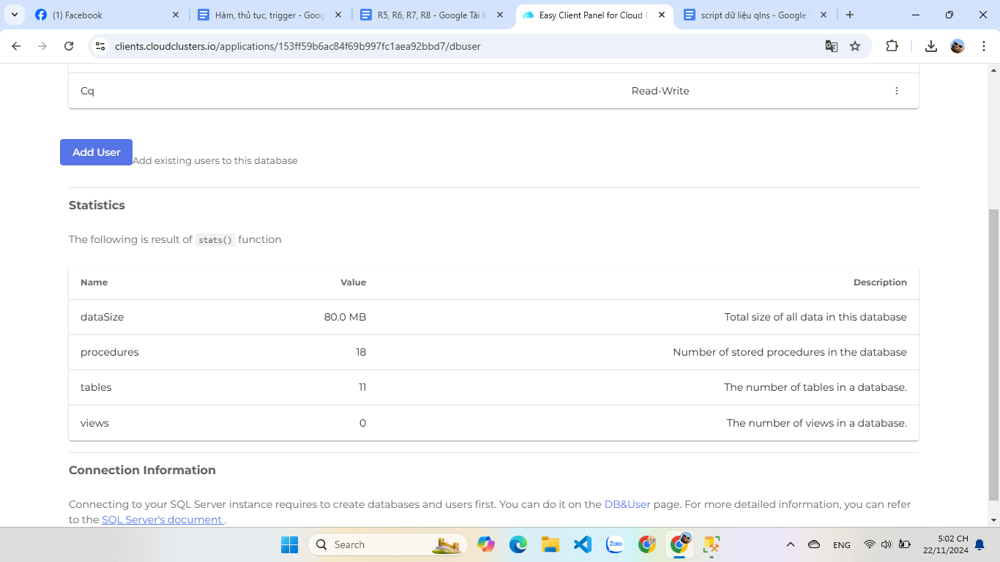 (1) Facebook
Hàm, thủ tục, trigger - Goog
R5, R6, R7, R8 - Google Tài li
Easy Client Panel for Cloud C
script dữ liệu qlns - Google T
clients.cloudclusters.io/applications/153ff59b6ac84f69b997fc1aea92bbd7/dbuser
Cq Read-Write
Add User Add existing users to this database
Statistics
The following is result of stats() function
Name Value Description
dataSize 80.0 MB Total size of all data in this database
procedures 18 Number of stored procedures in the database
tables 11 The number of tables in a database.
views 0 The number of views in a database.
Connection Information
Connecting to your SQL Server instance requires to create databases and users first. You can do it on the DB&User page. For more detailed information, you can refer
to the SQL Server's document .
Search
Zalo
ENG
5:02 CH
22/11/2024